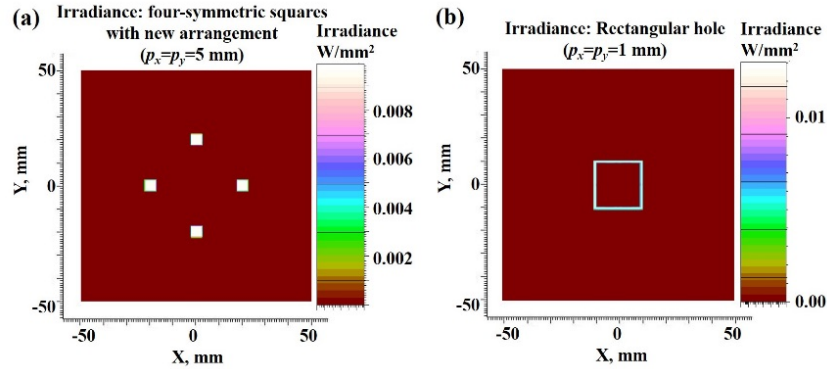 (a)
Irradiance: four-symmetric squares
with new arrangement
(px=py=5 mm)
Irradiance
W/mm²
50
0
-50
Y, mm
-50
0
50
X, mm
0.008
0.006
0.004
0.002
(b)
Irradiance: Rectangular hole
(px=py=1 mm)
Irradiance
W/mm²
50
0
-50
Y, mm
-50
0
50
X, mm
0.01
0.00